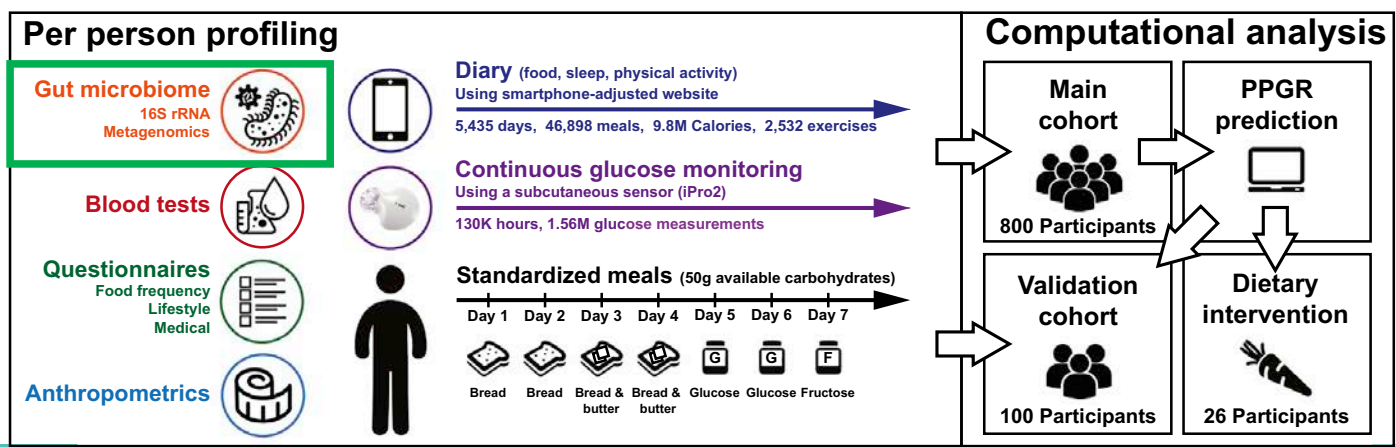 Per person profiling
Gut microbiome
16S rRNA
Metagenomics
Blood tests
Questionnaires
Food frequency
Lifestyle
Medical
Anthropometrics
Diary (food, sleep, physical activity)
Using smartphone-adjusted website
5,435 days, 46,898 meals, 9.8M Calories, 2,532 exercises
Continuous glucose monitoring
Using a subcutaneous sensor (iPro2)
130K hours, 1.56M glucose measurements
Standardized meals (50g available carbohydrates)
Day 1 Day 2 Day 3 Day 4 Day 5 Day 6 Day 7
G G F
Bread Bread Bread & Bread & Glucose Glucose Fructose
butter butter
Computational analysis
Main
cohort
800 Participants
PPGR
prediction
Validation
cohort
100 Participants
Dietary
intervention
26 Participants